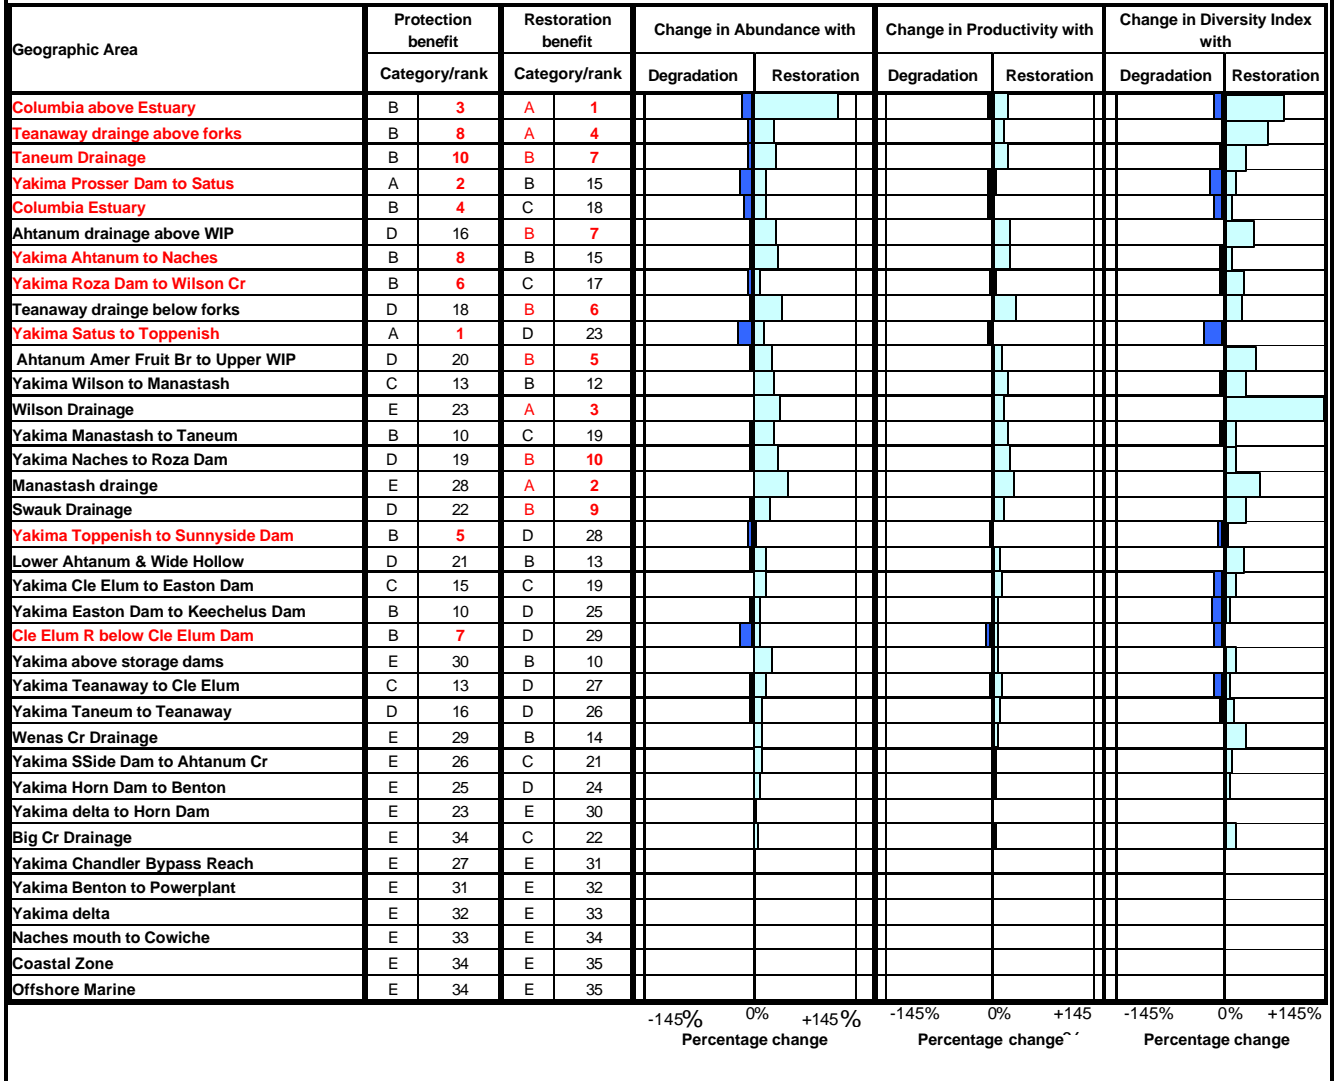 Geographic Area
Protection benefit
Restoration benefit
Change in Abundance with
Change in Productivity with
Change in Diversity Index with
Category/rank Category/rank Degradation Restoration Degradation Restoration Degradation Restoration
Columbia above Estuary B 3 A 1
Teanaway drainge above forks B 8 A 4
Taneum Drainage B 10 B 7
Yakima Prosser Dam to Satus A 2 B 15
Columbia Estuary B 4 C 18
Ahtanum drainage above WIP D 16 B 7
Yakima Ahtanum to Naches B 8 B 15
Yakima Roza Dam to Wilson Cr B 6 C 17
Teanaway drainge below forks D 18 B 6
Yakima Satus to Toppenish A 1 D 23
Ahtanum Amer Fruit Br to Upper WIP D 20 B 5
Yakima Wilson to Manastash C 13 B 12
Wilson Drainage E 23 A 3
Yakima Manastash to Taneum B 10 C 19
Yakima Naches to Roza Dam D 19 B 10
Manastash drainge E 28 A 2
Swauk Drainage D 22 B 9
Yakima Toppenish to Sunnyside Dam B 5 D 28
Lower Ahtanum & Wide Hollow D 21 B 13
Yakima Cle Elum to Easton Dam C 15 C 19
Yakima Easton Dam to Keechelus Dam B 10 D 25
Cle Elum R below Cle Elum Dam B 7 D 29
Yakima above storage dams E 30 B 10
Yakima Teanaway to Cle Elum C 13 D 27
Yakima Taneum to Teanaway D 16 D 26
Wenas Cr Drainage E 29 B 14
Yakima SSide Dam to Ahtanum Cr E 26 C 21
Yakima Horn Dam to Benton E 25 D 24
Yakima delta to Horn Dam E 23 E 30
Big Cr Drainage E 34 C 22
Yakima Chandler Bypass Reach E 27 E 31
Yakima Benton to Powerplant E 31 E 32
Yakima delta E 32 E 33
Naches mouth to Cowiche E 33 E 34
Coastal Zone E 34 E 35
Offshore Marine E 34 E 35
-145% 0% +145% -145% 0% +145 -145% 0% +145%
Percentage change Percentage change Percentage change